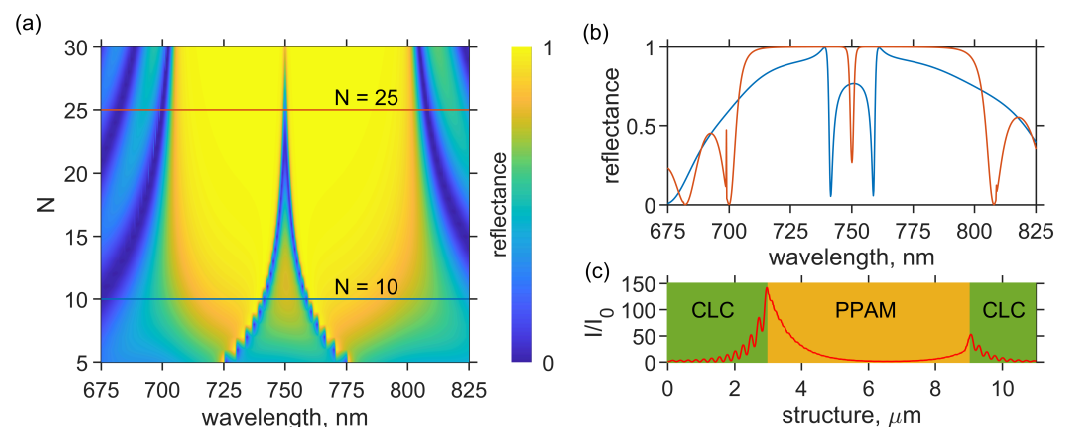 (a)
30
25
20
15
10
5
N
N = 25
N = 10
675 700 725 750 775 800 825
wavelength, nm
1
0
reflectance
(b)
1
0.5
0
reflectance
675 700 725 750 775 800 825
wavelength, nm
(c)
150
100
50
0
I/I0
CLC PPAM CLC
0 2 4 6 8 10
structure, μm